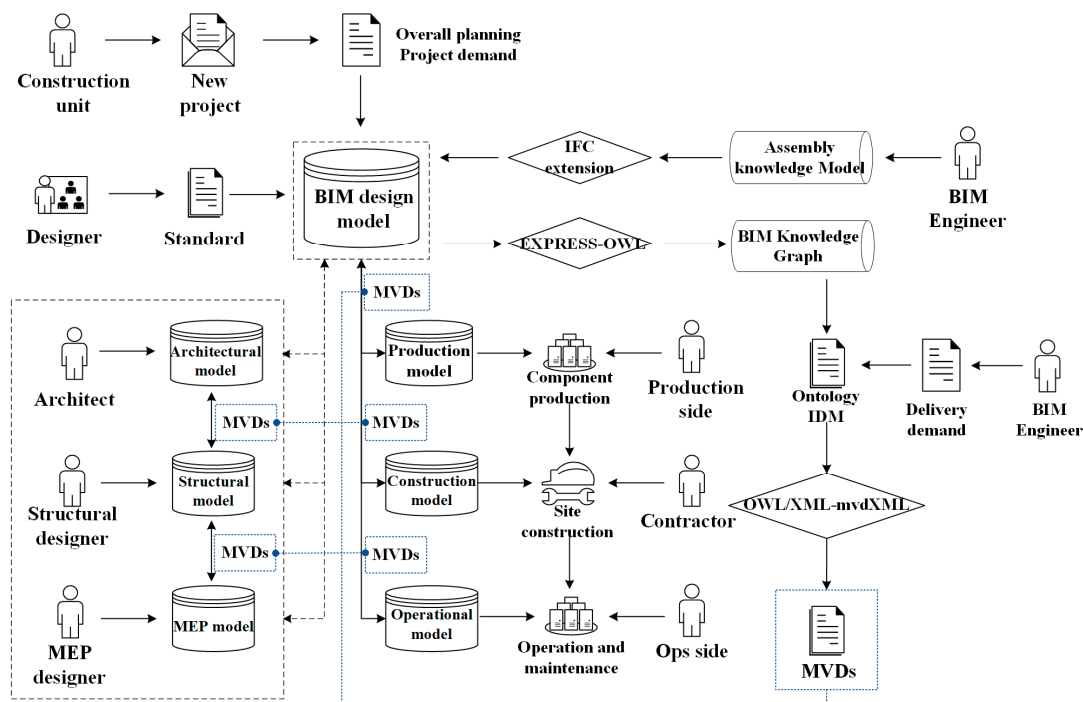 Overall planning
Project demand
Construction
unit
New
project
IFC
extension
Assembly
knowledge Model
BIM
Engineer
BIM design
model
Designer
Standard
EXPRESS-OWL
BIM Knowledge
Graph
MVDs
Architect
Architectural
model
Production
model
Component
production
Production
side
Ontology
IDM
Delivery
demand
BIM
Engineer
MVDs
MVDs
Structural
designer
Structural
model
Construction
model
Site
construction
Contractor
OWL/XML-mvdXML
MVDs
MVDs
MEP
designer
MEP model
Operational
model
Operation and
maintenance
Ops side
MVDs